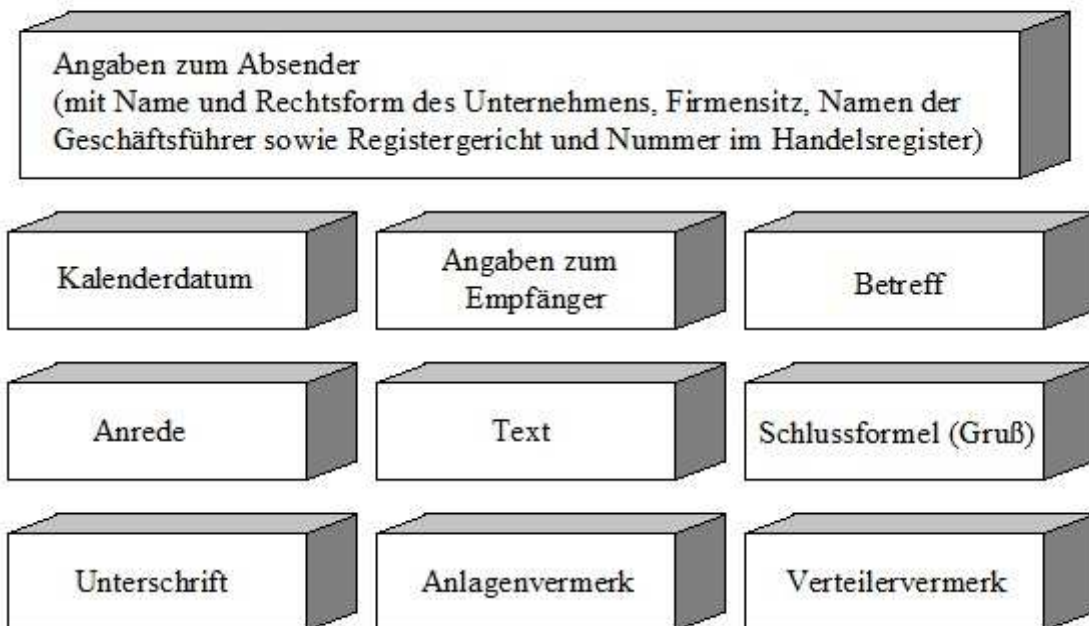 Angaben zum Absender
(mit Name und Rechtsform des Unternehmens, Firmensitz, Namen der
Geschäftsführer sowie Registergericht und Nummer im Handelsregister)
Kalenderdatum
Angaben zum
Empfänger
Betreff
Anrede
Text
Schlussformel (Gruß)
Unterschrift
Anlagenvermerk
Verteilervermerk